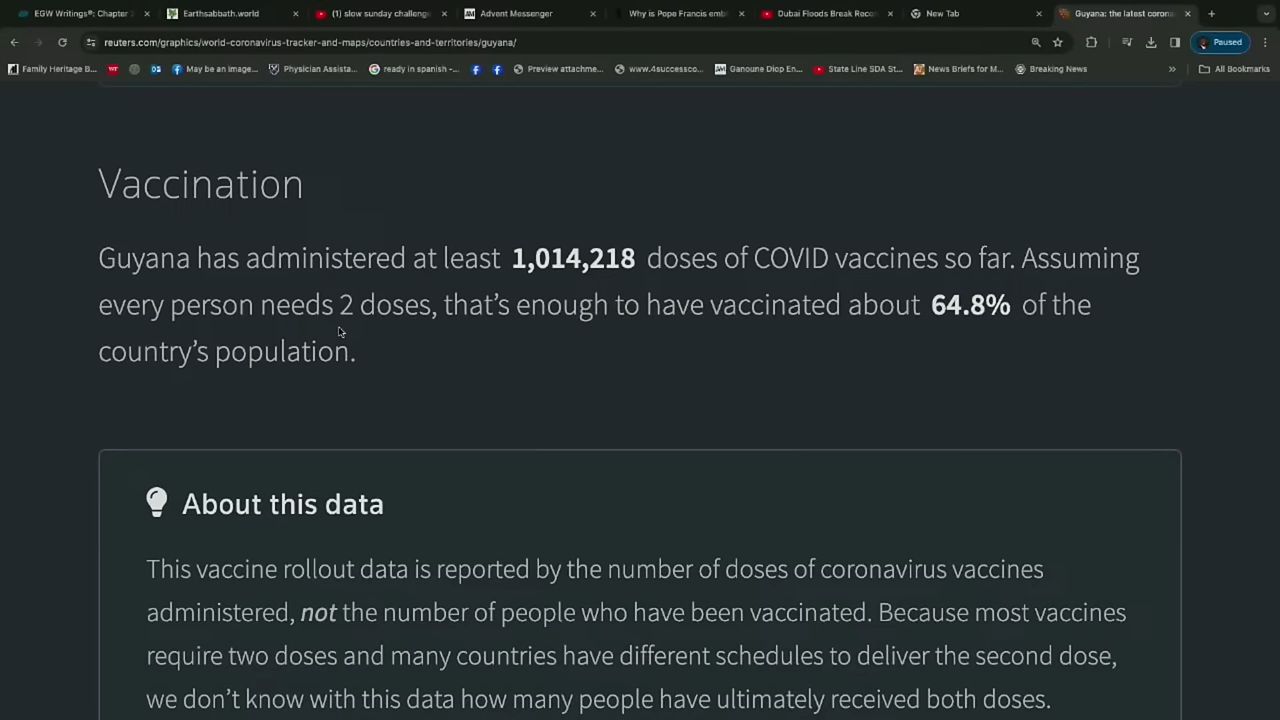 EGW Writings®: Chapter
Earthsabbath.world
(1) slow sunday challenge
Advent Messenger
Why is Pope Francis emb
Dubai Floods Break Reco
New Tab
Guyana: the latest corona
reuters.com/graphics/world-coronavirus-tracker-and-maps/countries-and-territories/guyana/
Paused
Family Heritage B...
May be an image...
Physician Assista...
ready in spanish -...
Preview attachme...
www.4successco...
Ganoune Diop En...
State Line SDA St...
News Briefs for M...
Breaking News
»
All Bookmarks
Vaccination
Guyana has administered at least 1,014,218 doses of COVID vaccines so far. Assuming
every person needs 2 doses, that’s enough to have vaccinated about 64.8% of the
country’s population.
About this data
This vaccine rollout data is reported by the number of doses of coronavirus vaccines
administered, not the number of people who have been vaccinated. Because most vaccines
require two doses and many countries have different schedules to deliver the second dose,
we don’t know with this data how many people have ultimately received both doses.